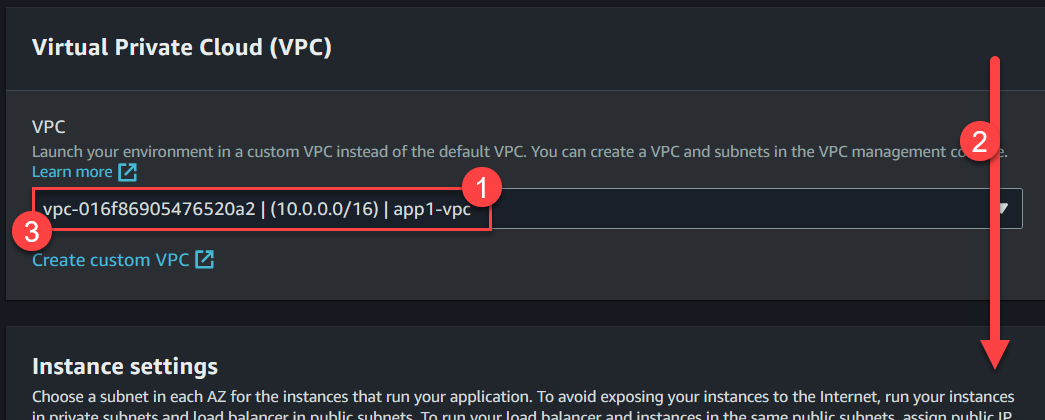 Virtual Private Cloud (VPC)
VPC
Launch your environment in a custom VPC instead of the default VPC. You can create a VPC and subnets in the VPC management
Learn more
1
2
vpc-016f86905476520a2 | (10.0.0.0/16) | app1-vpc
3
Create custom VPC
Instance settings
Choose a subnet in each AZ for the instances that run your application. To avoid exposing your instances to the Internet, run your instances
in private subnets and load balancer in public subnets. To run your load balancer and instances in the same public subnets, assign public IP